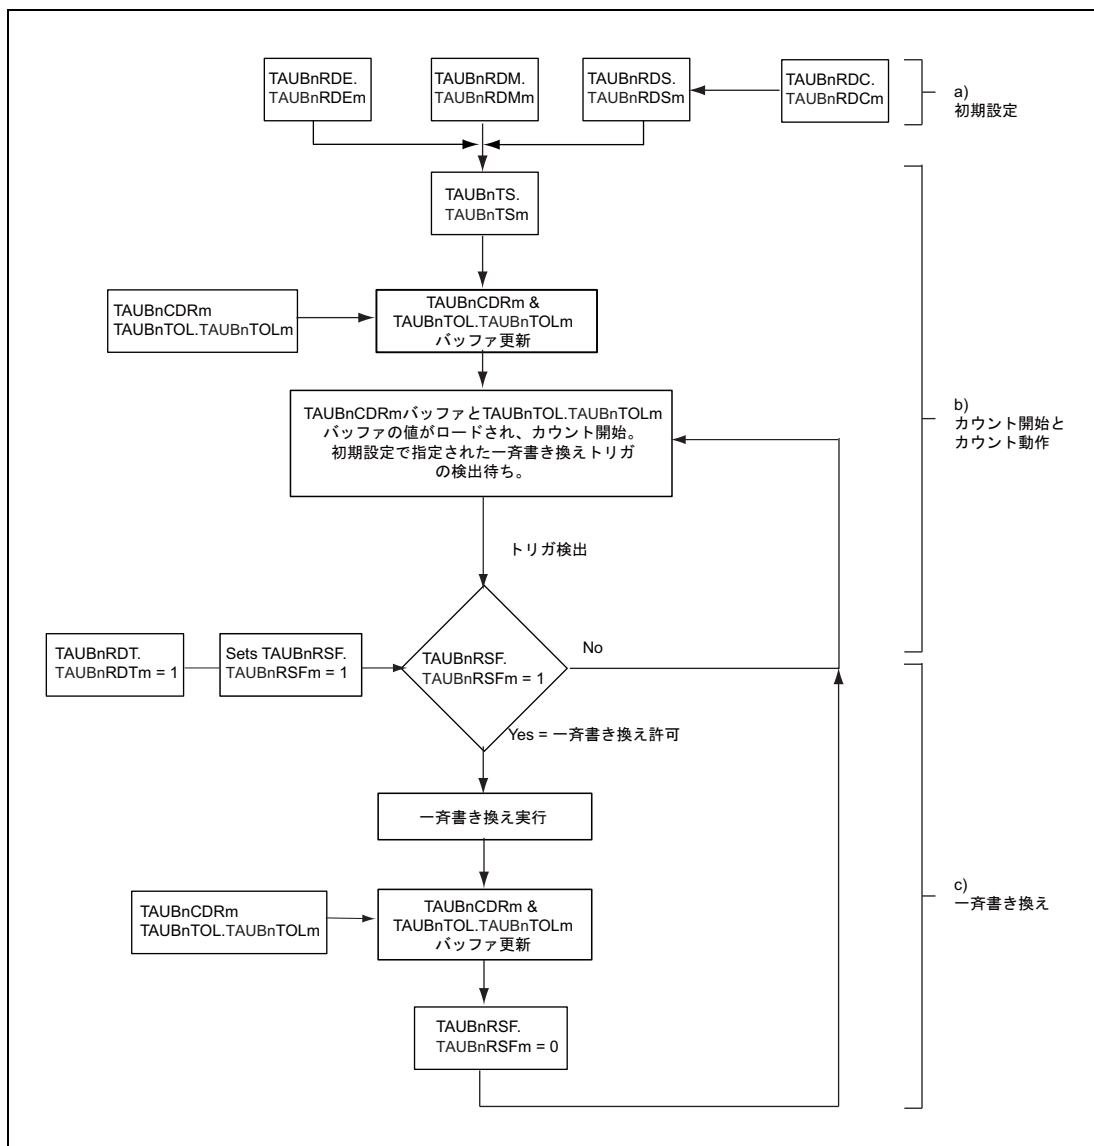 TAUBnRDE.
TAUBnRDEm
TAUBnRDM.
TAUBnRDMm
TAUBnRDS.
TAUBnRDSm
TAUBnRDC.
TAUBnRDCm
a)
初期設定
TAUBnTS.
TAUBnTSm
TAUBnCDRm
TAUBnTOL.TAUBnTOLm
TAUBnCDRm &
TAUBnTOL.TAUBnTOLm
バッファ更新
TAUBnCDRmバッファとTAUBnTOL.TAUBnTOLm
バッファの値がロードされ、カウント開始。
初期設定で指定された一斉書き換えトリガ
の検出待ち。
b)
カウント開始と
カウント動作
トリガ検出
TAUBnRDT.
TAUBnRDTm = 1
Sets TAUBnRSF.
TAUBnRSFm = 1
TAUBnRSF.
TAUBnRSFm = 1
No
Yes = 一斉書き換え許可
一斉書き換え実行
TAUBnCDRm
TAUBnTOL.TAUBnTOLm
TAUBnCDRm &
TAUBnTOL.TAUBnTOLm
バッファ更新
c)
一斉書き換え
TAUBnRSF.
TAUBnRSFm = 0